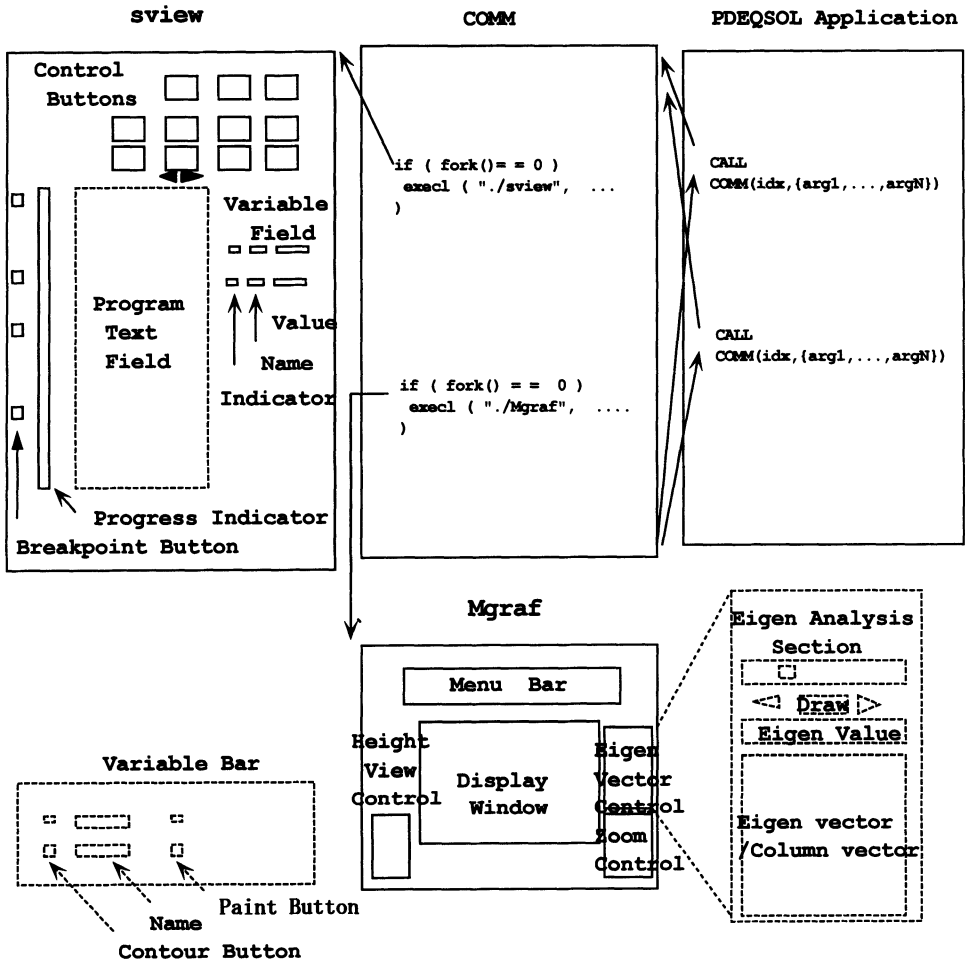 sview
COMM
PDEQSOL Application
Control
Buttons
Variable
Field
Program
Text
Field
Value
Name
Indicator
Progress Indicator
Breakpoint Button
if ( fork()= = 0 )
execl ( "./sview", ...
)
if ( fork() = = 0 )
execl ( "./Mgraf", ....
)
CALL
COMM(idx,{arg1,...,argN})
CALL
COMM(idx,{arg1,...,argN})
Mgraf
Menu Bar
Height
View
Control
Display
Window
Eigen
Vector
Control
Zoom
Control
Eigen Analysis
Section
Draw
Eigen Value
Eigen vector
/Column vector
Variable Bar
Paint Button
Name
Contour Button